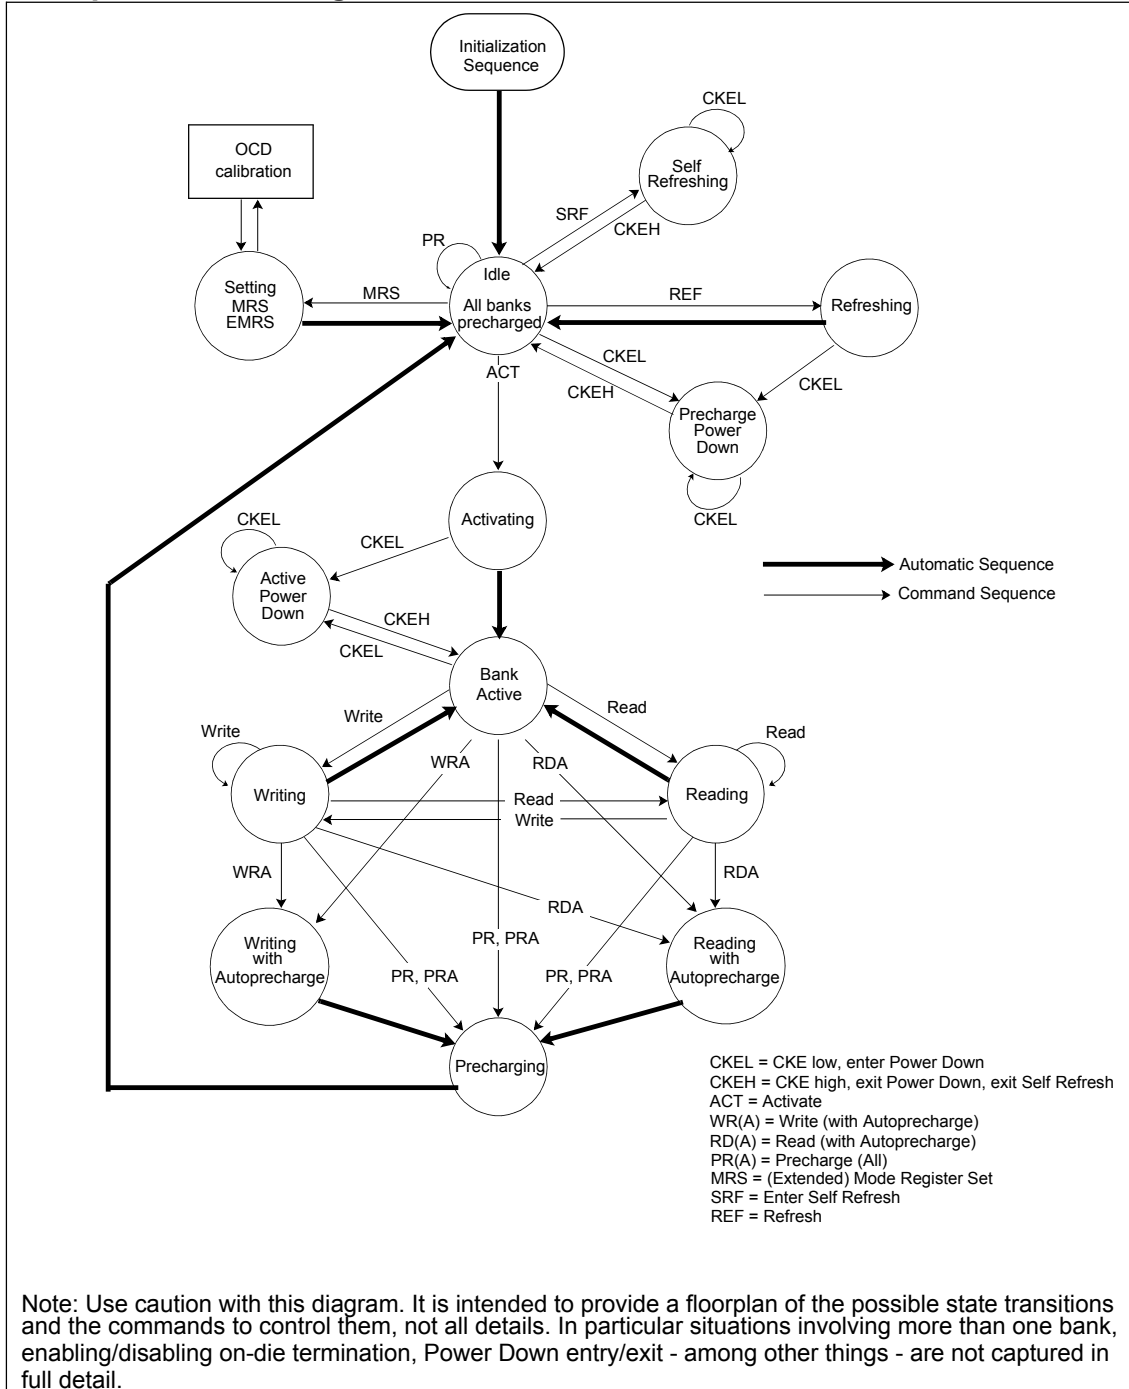 Initialization
Sequence
CKEL
OCD
calibration
Self
Refreshing
SRF
CKEH
PR
Idle
Setting
MRS
EMRS
MRS
All banks
precharged
REF
Refreshing
CKEL
CKEH
CKEL
ACT
Precharge
Power
Down
CKEL
Activating
CKEL
CKEL
Active
Power
Down
Automatic Sequence
Command Sequence
CKEH
CKEL
Bank
Active
Write
Read
Write
Read
WRA
RDA
Writing
Read
Write
Reading
WRA
RDA
RDA
Writing
with
Autoprecharge
PR, PRA
Reading
with
Autoprecharge
PR, PRA
PR, PRA
Precharging
CKEL = CKE low, enter Power Down
CKEH = CKE high, exit Power Down, exit Self Refresh
ACT = Activate
WR(A) = Write (with Autoprecharge)
RD(A) = Read (with Autoprecharge)
PR(A) = Precharge (All)
MRS = (Extended) Mode Register Set
SRF = Enter Self Refresh
REF = Refresh
Note: Use caution with this diagram. It is intended to provide a floorplan of the possible state transitions
and the commands to control them, not all details. In particular situations involving more than one bank,
enabling/disabling on-die termination, Power Down entry/exit - among other things - are not captured in
full detail.